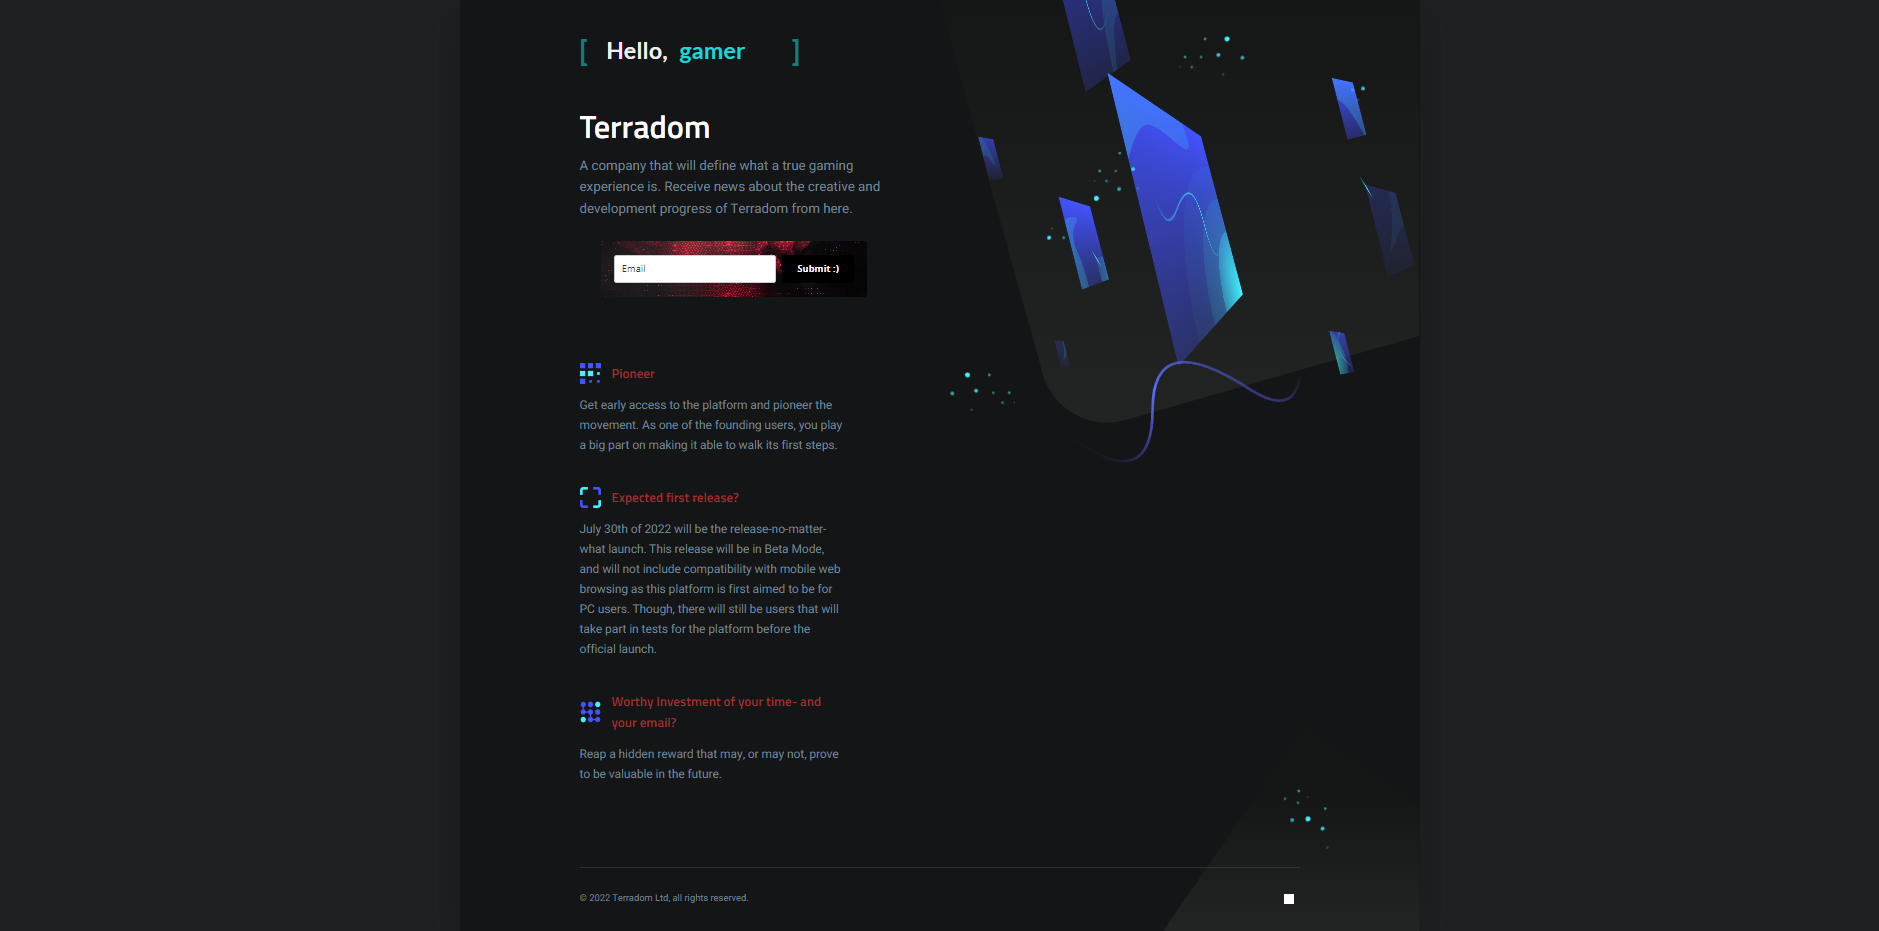 [ Hello, gamer ]
Terradom
A company that will define what a true gaming
experience is. Receive news about the creative and
development progress of Terradom from here.
Email
Submit :)
Pioneer
Get early access to the platform and pioneer the
movement. As one of the founding users, you play
a big part on making it able to walk its first steps.
Expected first release?
July 30th of 2022 will be the release-no-matter-
what launch. This release will be in Beta Mode,
and will not include compatibility with mobile web
browsing as this platform is first aimed to be for
PC users. Though, there will still be users that will
take part in tests for the platform before the
official launch.
Worthy Investment of your time- and
your email?
Reap a hidden reward that may, or may not, prove
to be valuable in the future.
© 2022 Terradom Ltd, all rights reserved.